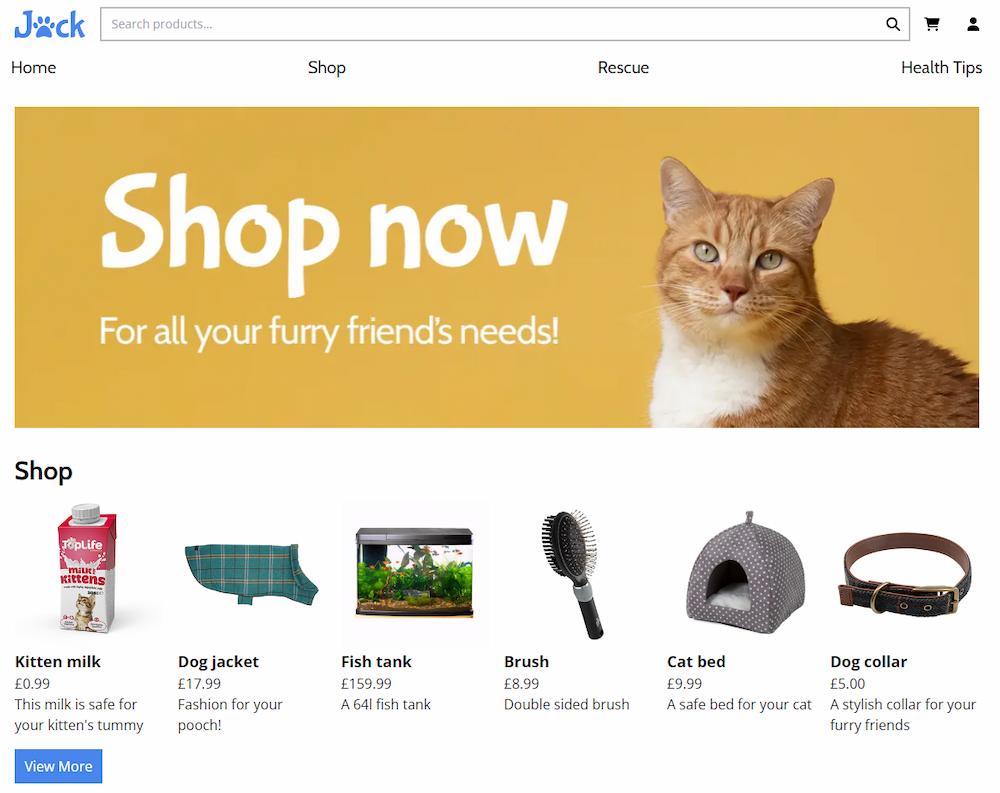 Jack
Search products...
Home Shop Rescue Health Tips
Shop now
For all your furry friend's needs!
Shop
TopLife
MILK FOR
KITTENS
Kitten milk Dog jacket Fish tank Brush Cat bed Dog collar
£0.99 £17.99 £159.99 £8.99 £9.99 £5.00
This milk is safe for your kitten's tummy
Fashion for your pooch!
A 64l fish tank
Double sided brush
A safe bed for your cat
A stylish collar for your furry friends
View More